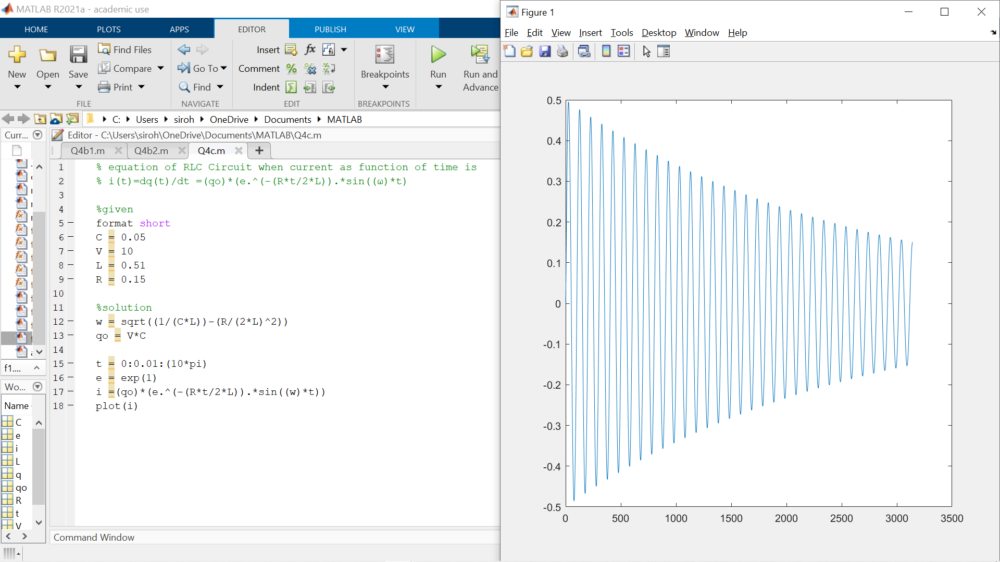 MATLAB R2021a - academic use
HOME PLOTS APPS EDITOR PUBLISH VIEW
New
Open
Save
Find Files
Compare
Print
FILE
Go To
Find
NAVIGATE
Insert fx
Comment %
Indent
EDIT
Breakpoints
BREAKPOINTS
Run
Run and
Advance
C: Users siroh OneDrive Documents MATLAB
Curr...
Editor - C:\Users\siroh\OneDrive\Documents\MATLAB\Q4c.m
Q4b1.m Q4b2.m Q4c.m +
1 % equation of RLC Circuit when current as function of time is
2 % i(t)=dq(t)/dt =(qo)*(e.^(-(R*t/2*L)).*sin((ω)*t)
3
4 %given
5 format short
6 C = 0.05
7 V = 10
8 L = 0.51
9 R = 0.15
10
11 %solution
12 w = sqrt((1/(C*L))-(R/(2*L)^2))
13 qo = V*C
14
15 t = 0:0.01:(10*pi)
16 e = exp(1)
17 i =(qo)*(e.^(-(R*t/2*L)).*sin((w)*t))
18 plot(i)
f1....
Wo...
Name
C
e
i
L
q
qo
R
t
V
Command Window
Figure 1
File Edit View Insert Tools Desktop Window Help
0.5
0.4
0.3
0.2
0.1
0
-0.1
-0.2
-0.3
-0.4
-0.5
0 500 1000 1500 2000 2500 3000 3500